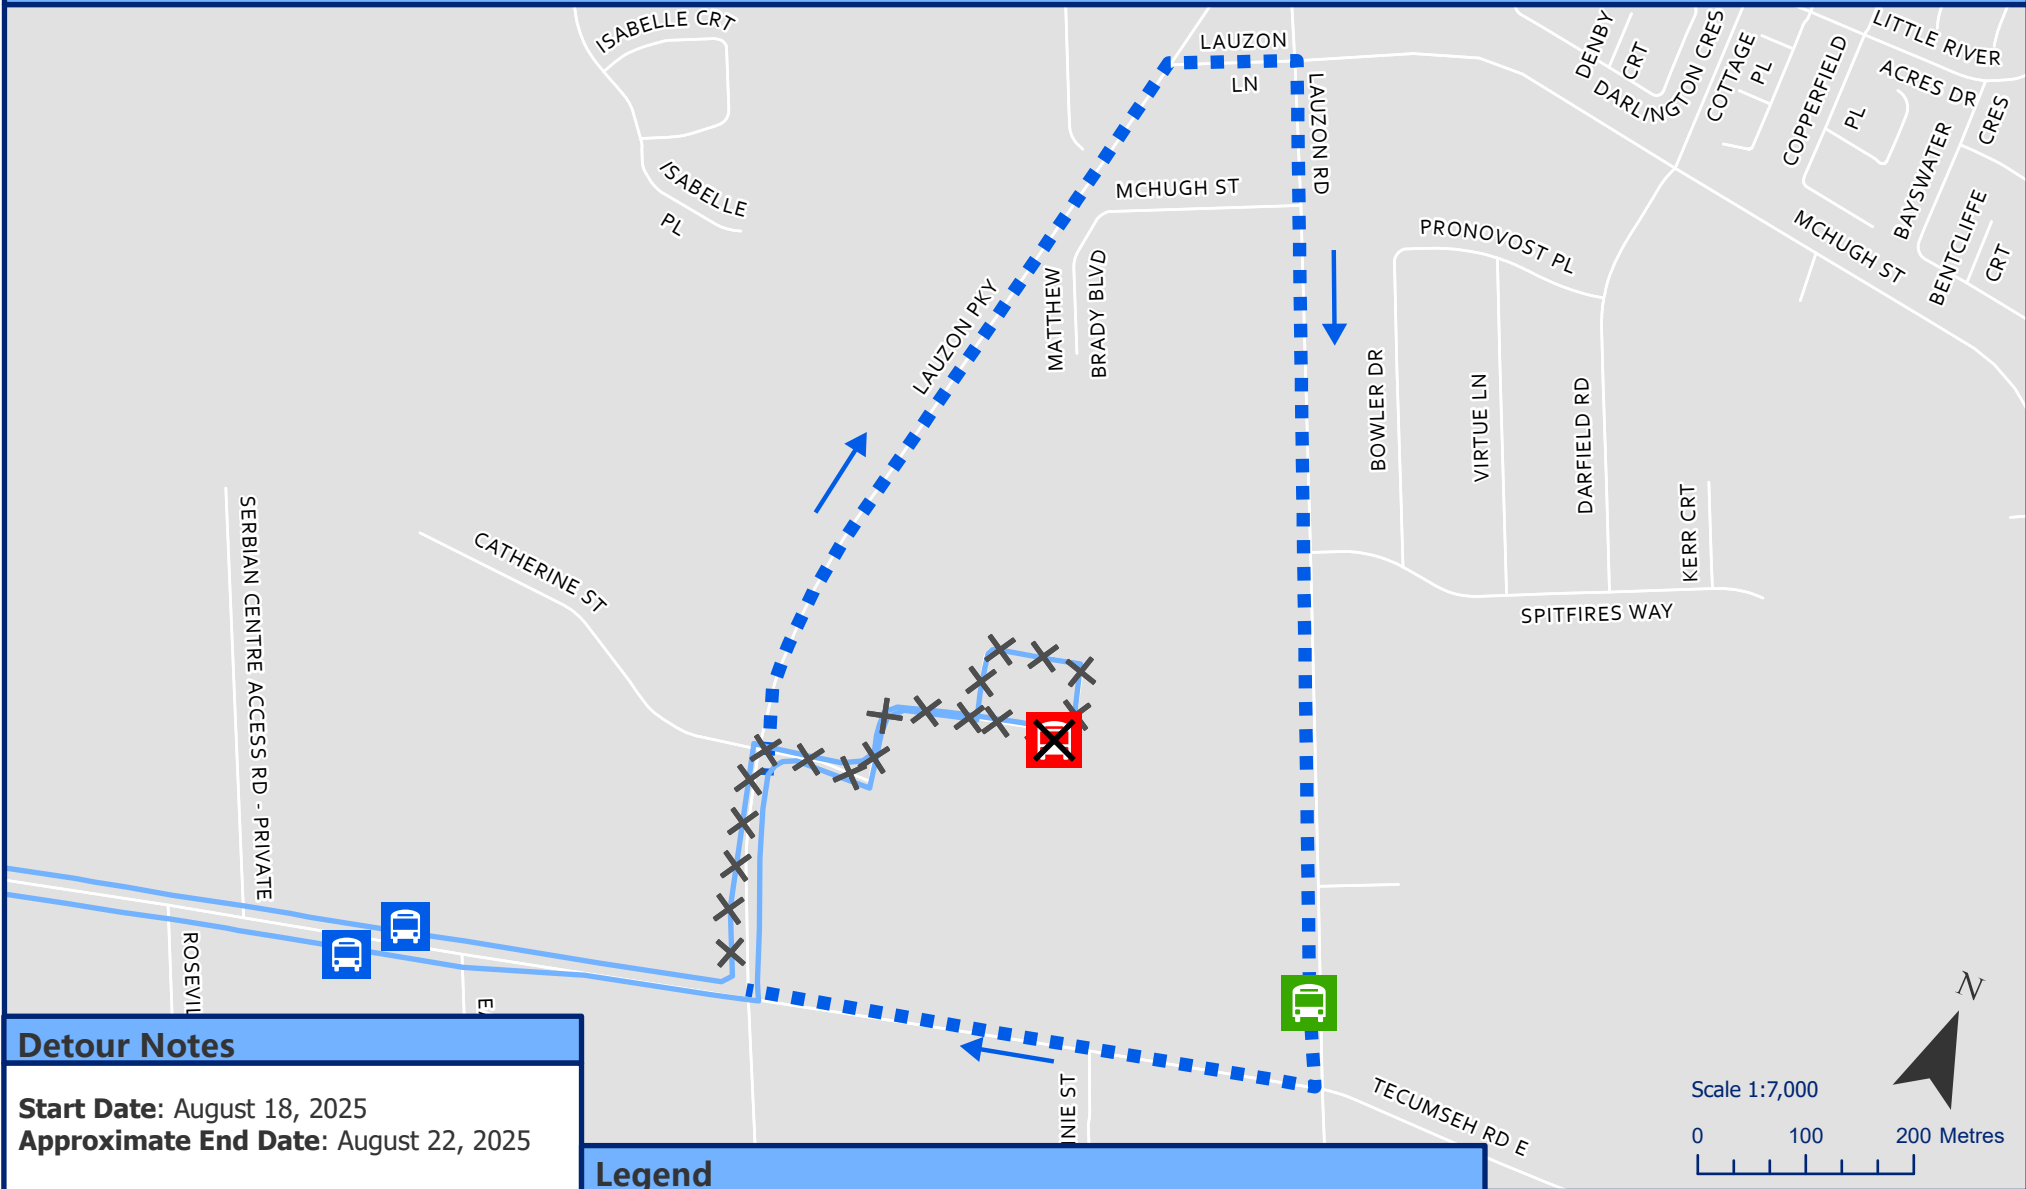 ISABELLE CRT
LAUZON
LN
LAUZON RD
DENBY
CRT
DARLINGTON CRES
COTTAGE
PL
COPPERFIELD
PL
LITTLE RIVER
ACRES DR
BAYSWATER
CRES
BENTCLIFFE
CRT
MCHUGH ST
ISABELLE
PL
MCHUGH ST
MATTHEW
BRADY BLVD
LAUZON PKY
PRONOVOST PL
BOWLER DR
VIRTUE LN
DARFIELD RD
KERR CRT
SPITFIRES WAY
SERBIAN CENTRE ACCESS RD - PRIVATE
CATHERINE ST
ROSEVIL
EA
NIE ST
TECUMSEH RD E
N
Scale 1:7,000
0 100 200 Metres
Detour Notes
Start Date: August 18, 2025
Approximate End Date: August 22, 2025
Legend